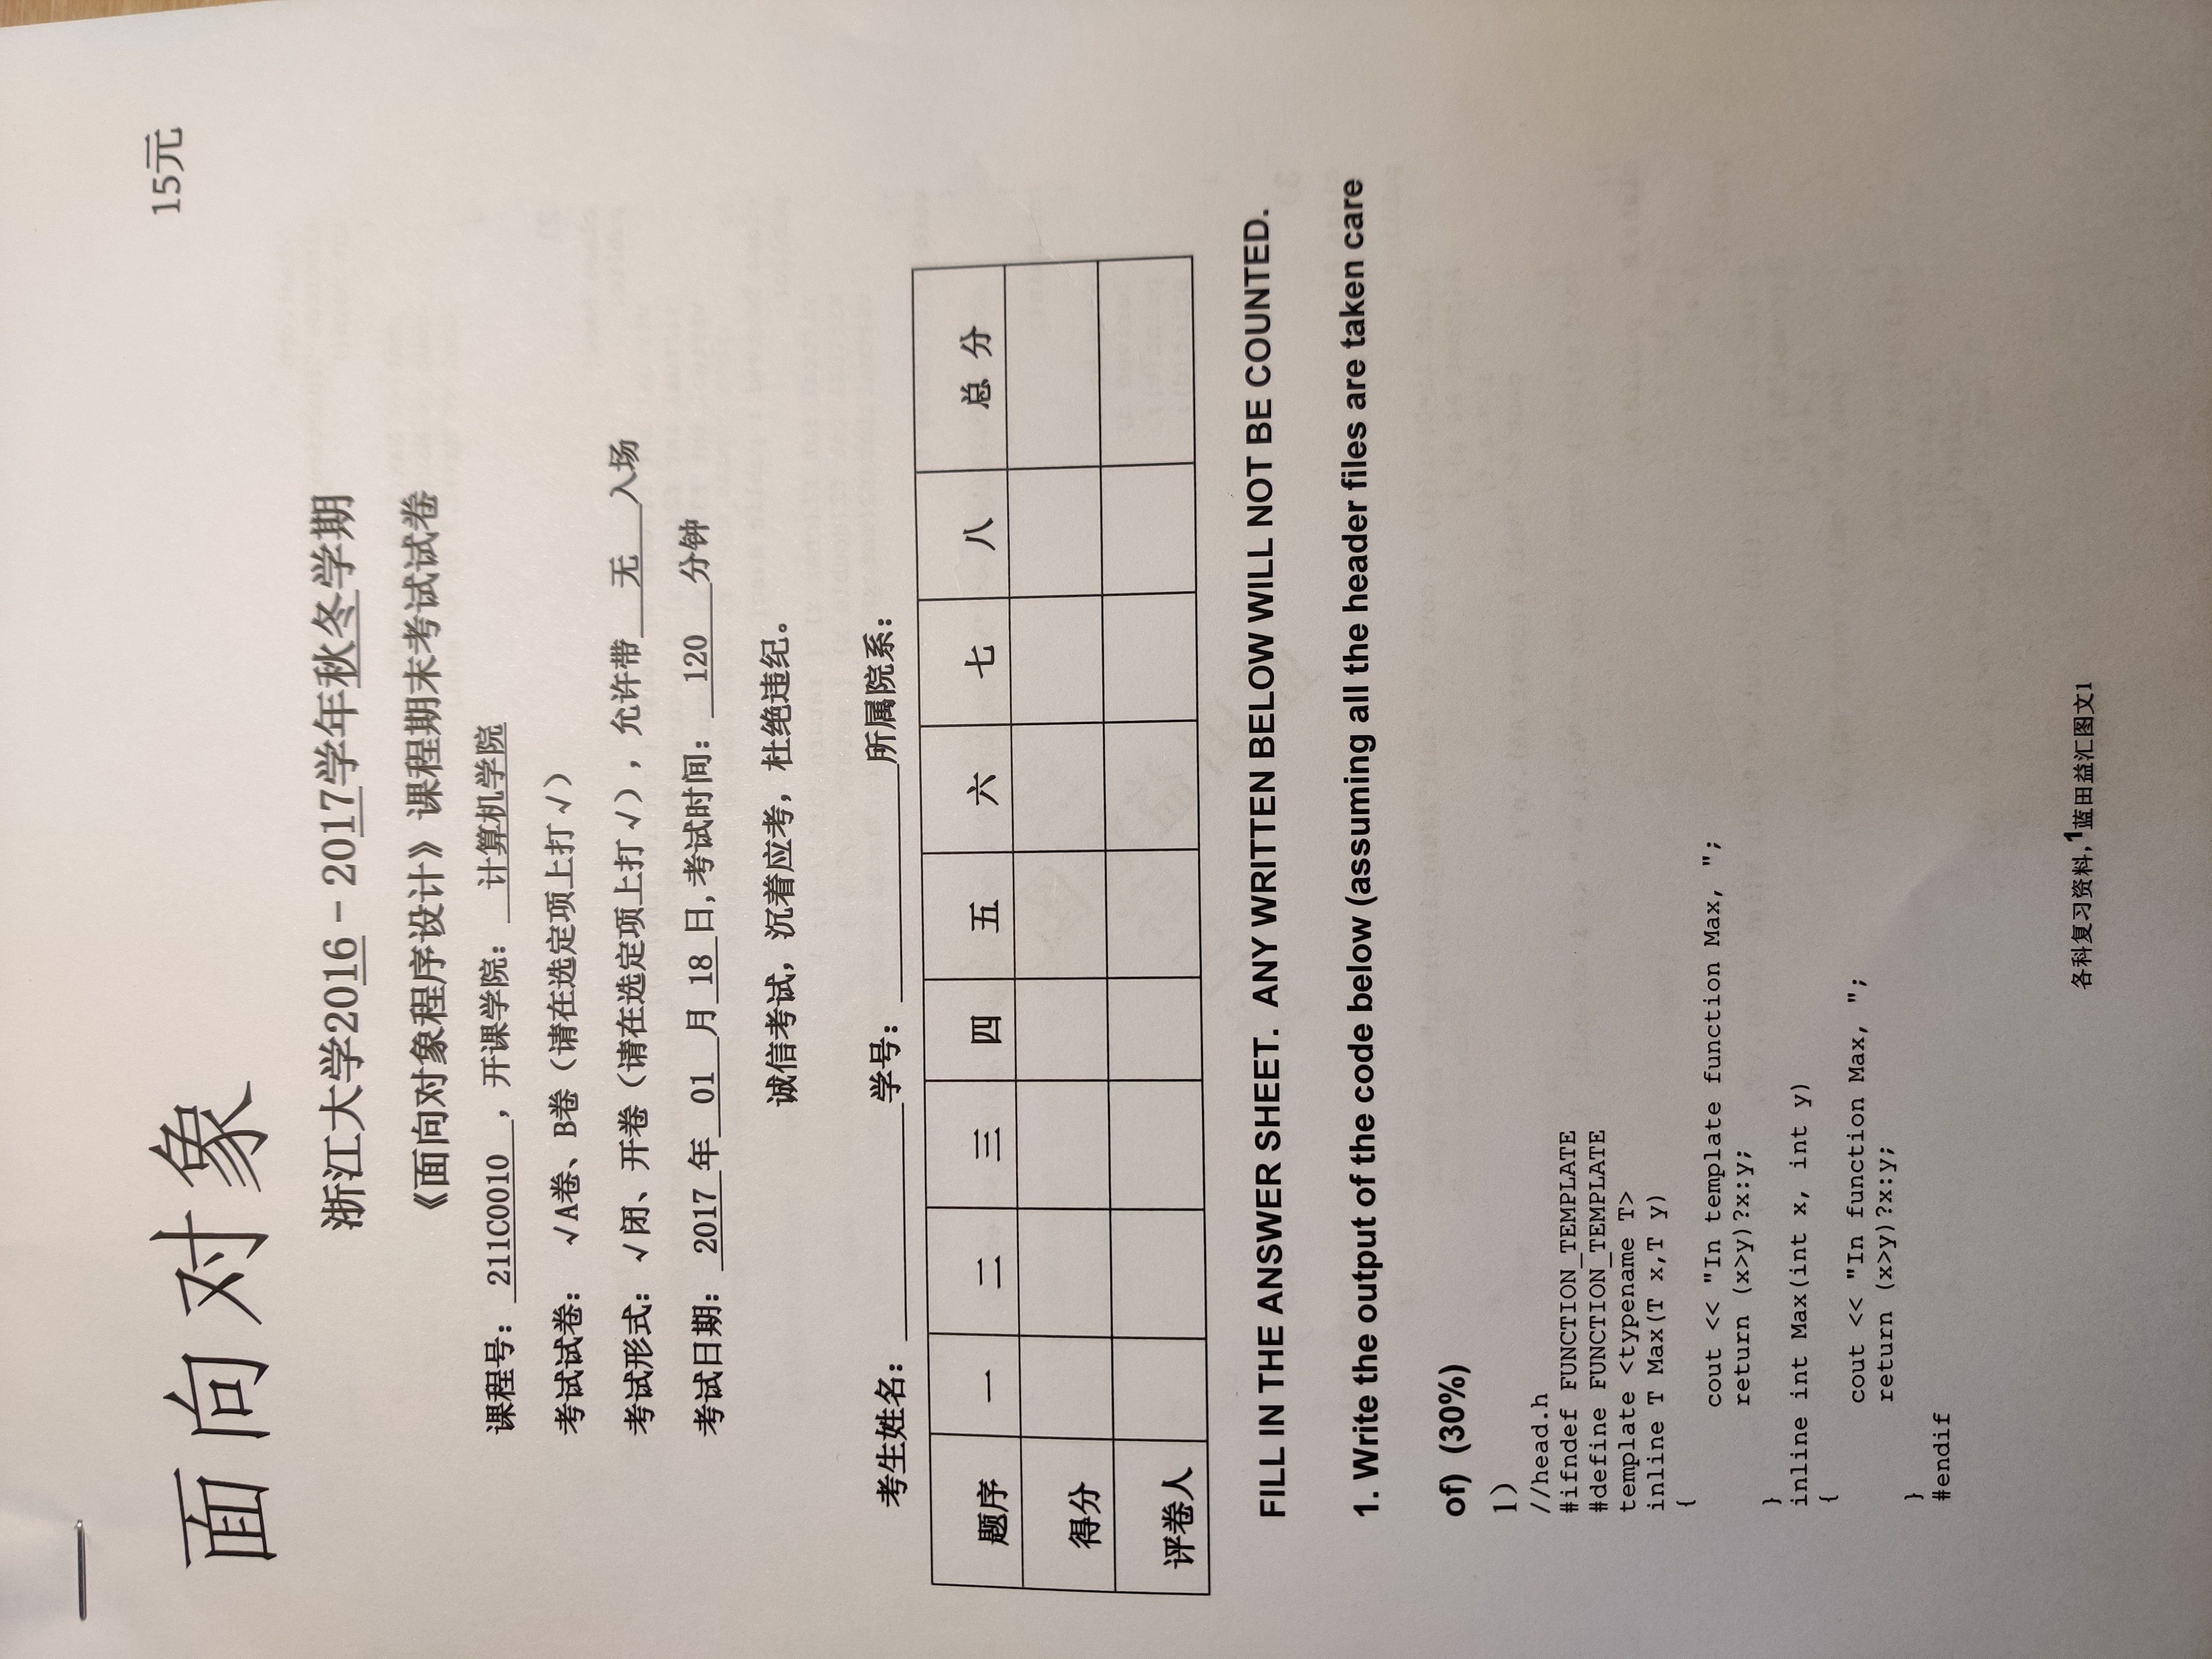 15元
面向对象
浙江大学2016-2017学年秋冬学期
《面向对象程序设计》课程期末考试试卷
课程号: 211C0010 ,开课学院: 计算机学院
考试试卷: √A卷、B卷（请在选定项上打√）
考试形式: √闭、开卷（请在选定项上打√）,允许带 无 入场
考试日期: 2017 年 01 月 18 日,考试时间: 120 分钟
诚信考试,沉着应考,杜绝违纪。
考生姓名: 学号: 所属院系:
题序 一 二 三 四 五 六 七 八 总 分
得分
评卷人
FILL IN THE ANSWER SHEET. ANY WRITTEN BELOW WILL NOT BE COUNTED.
1. Write the output of the code below (assuming all the header files are taken care
of) (30%)
1）
//head.h
#ifndef FUNCTION_TEMPLATE
#define FUNCTION_TEMPLATE
template <typename T>
inline T Max(T x,T y)
{
cout << "In template function Max, ";
return (x>y)?x:y;
}
inline int Max(int x, int y)
{
cout << "In function Max, ";
return (x>y)?x:y;
}
#endif
各科复习资料,1蓝田益汇图文1